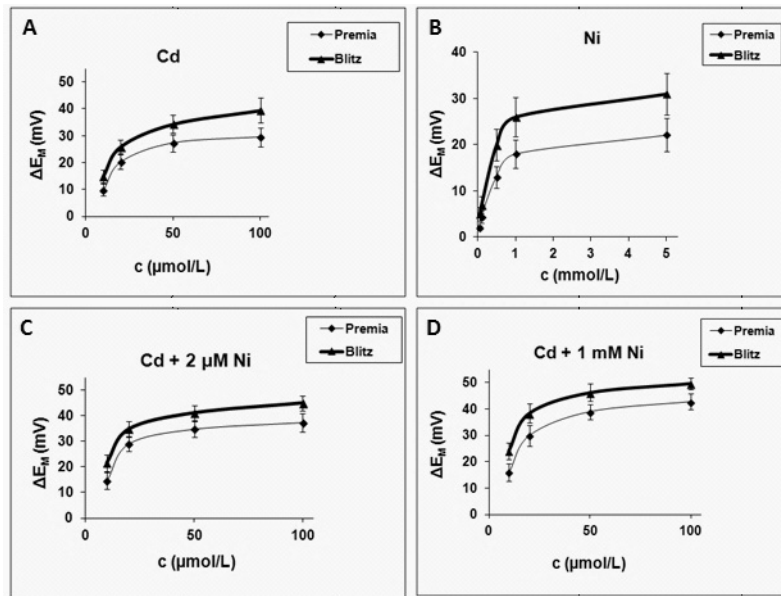 A
Cd
Premia
Blitz
ΔE_M (mV)
50
40
30
20
10
0
0
50
100
c (µmol/L)
B
Ni
Premia
Blitz
ΔE_M (mV)
40
30
20
10
0
0
1
2
3
4
5
c (mmol/L)
C
Cd + 2 µM Ni
Premia
Blitz
ΔE_M (mV)
50
40
30
20
10
0
0
50
100
c (µmol/L)
D
Cd + 1 mM Ni
Premia
Blitz
ΔE_M (mV)
50
40
30
20
10
0
0
50
100
c (µmol/L)